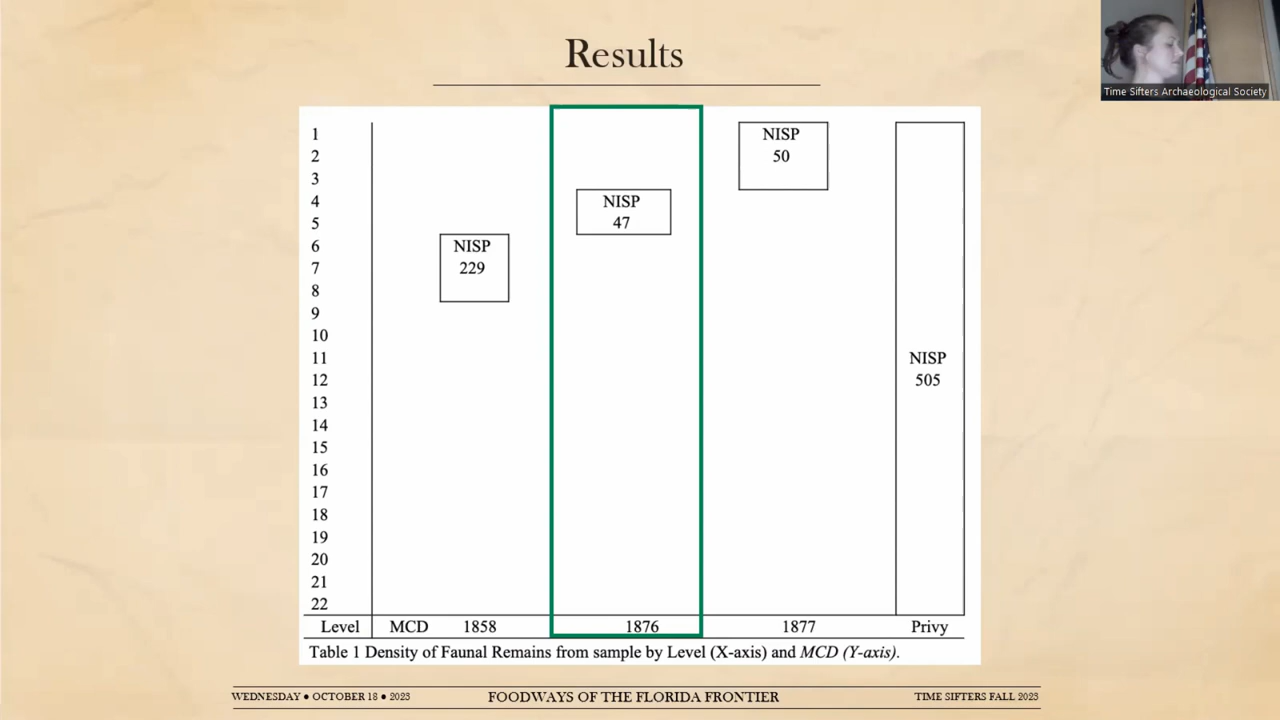 Results
Time Sifters Archaeological Society
1
2
3
4
5
6
7
8
9
10
11
12
13
14
15
16
17
18
19
20
21
22
NISP
229
NISP
47
NISP
50
NISP
505
Level MCD 1858 1876 1877 Privy
Table 1 Density of Faunal Remains from sample by Level (X-axis) and MCD (Y-axis).
WEDNESDAY ● OCTOBER 18 ● 2023 FOODWAYS OF THE FLORIDA FRONTIER TIME SIFTERS FALL 2023